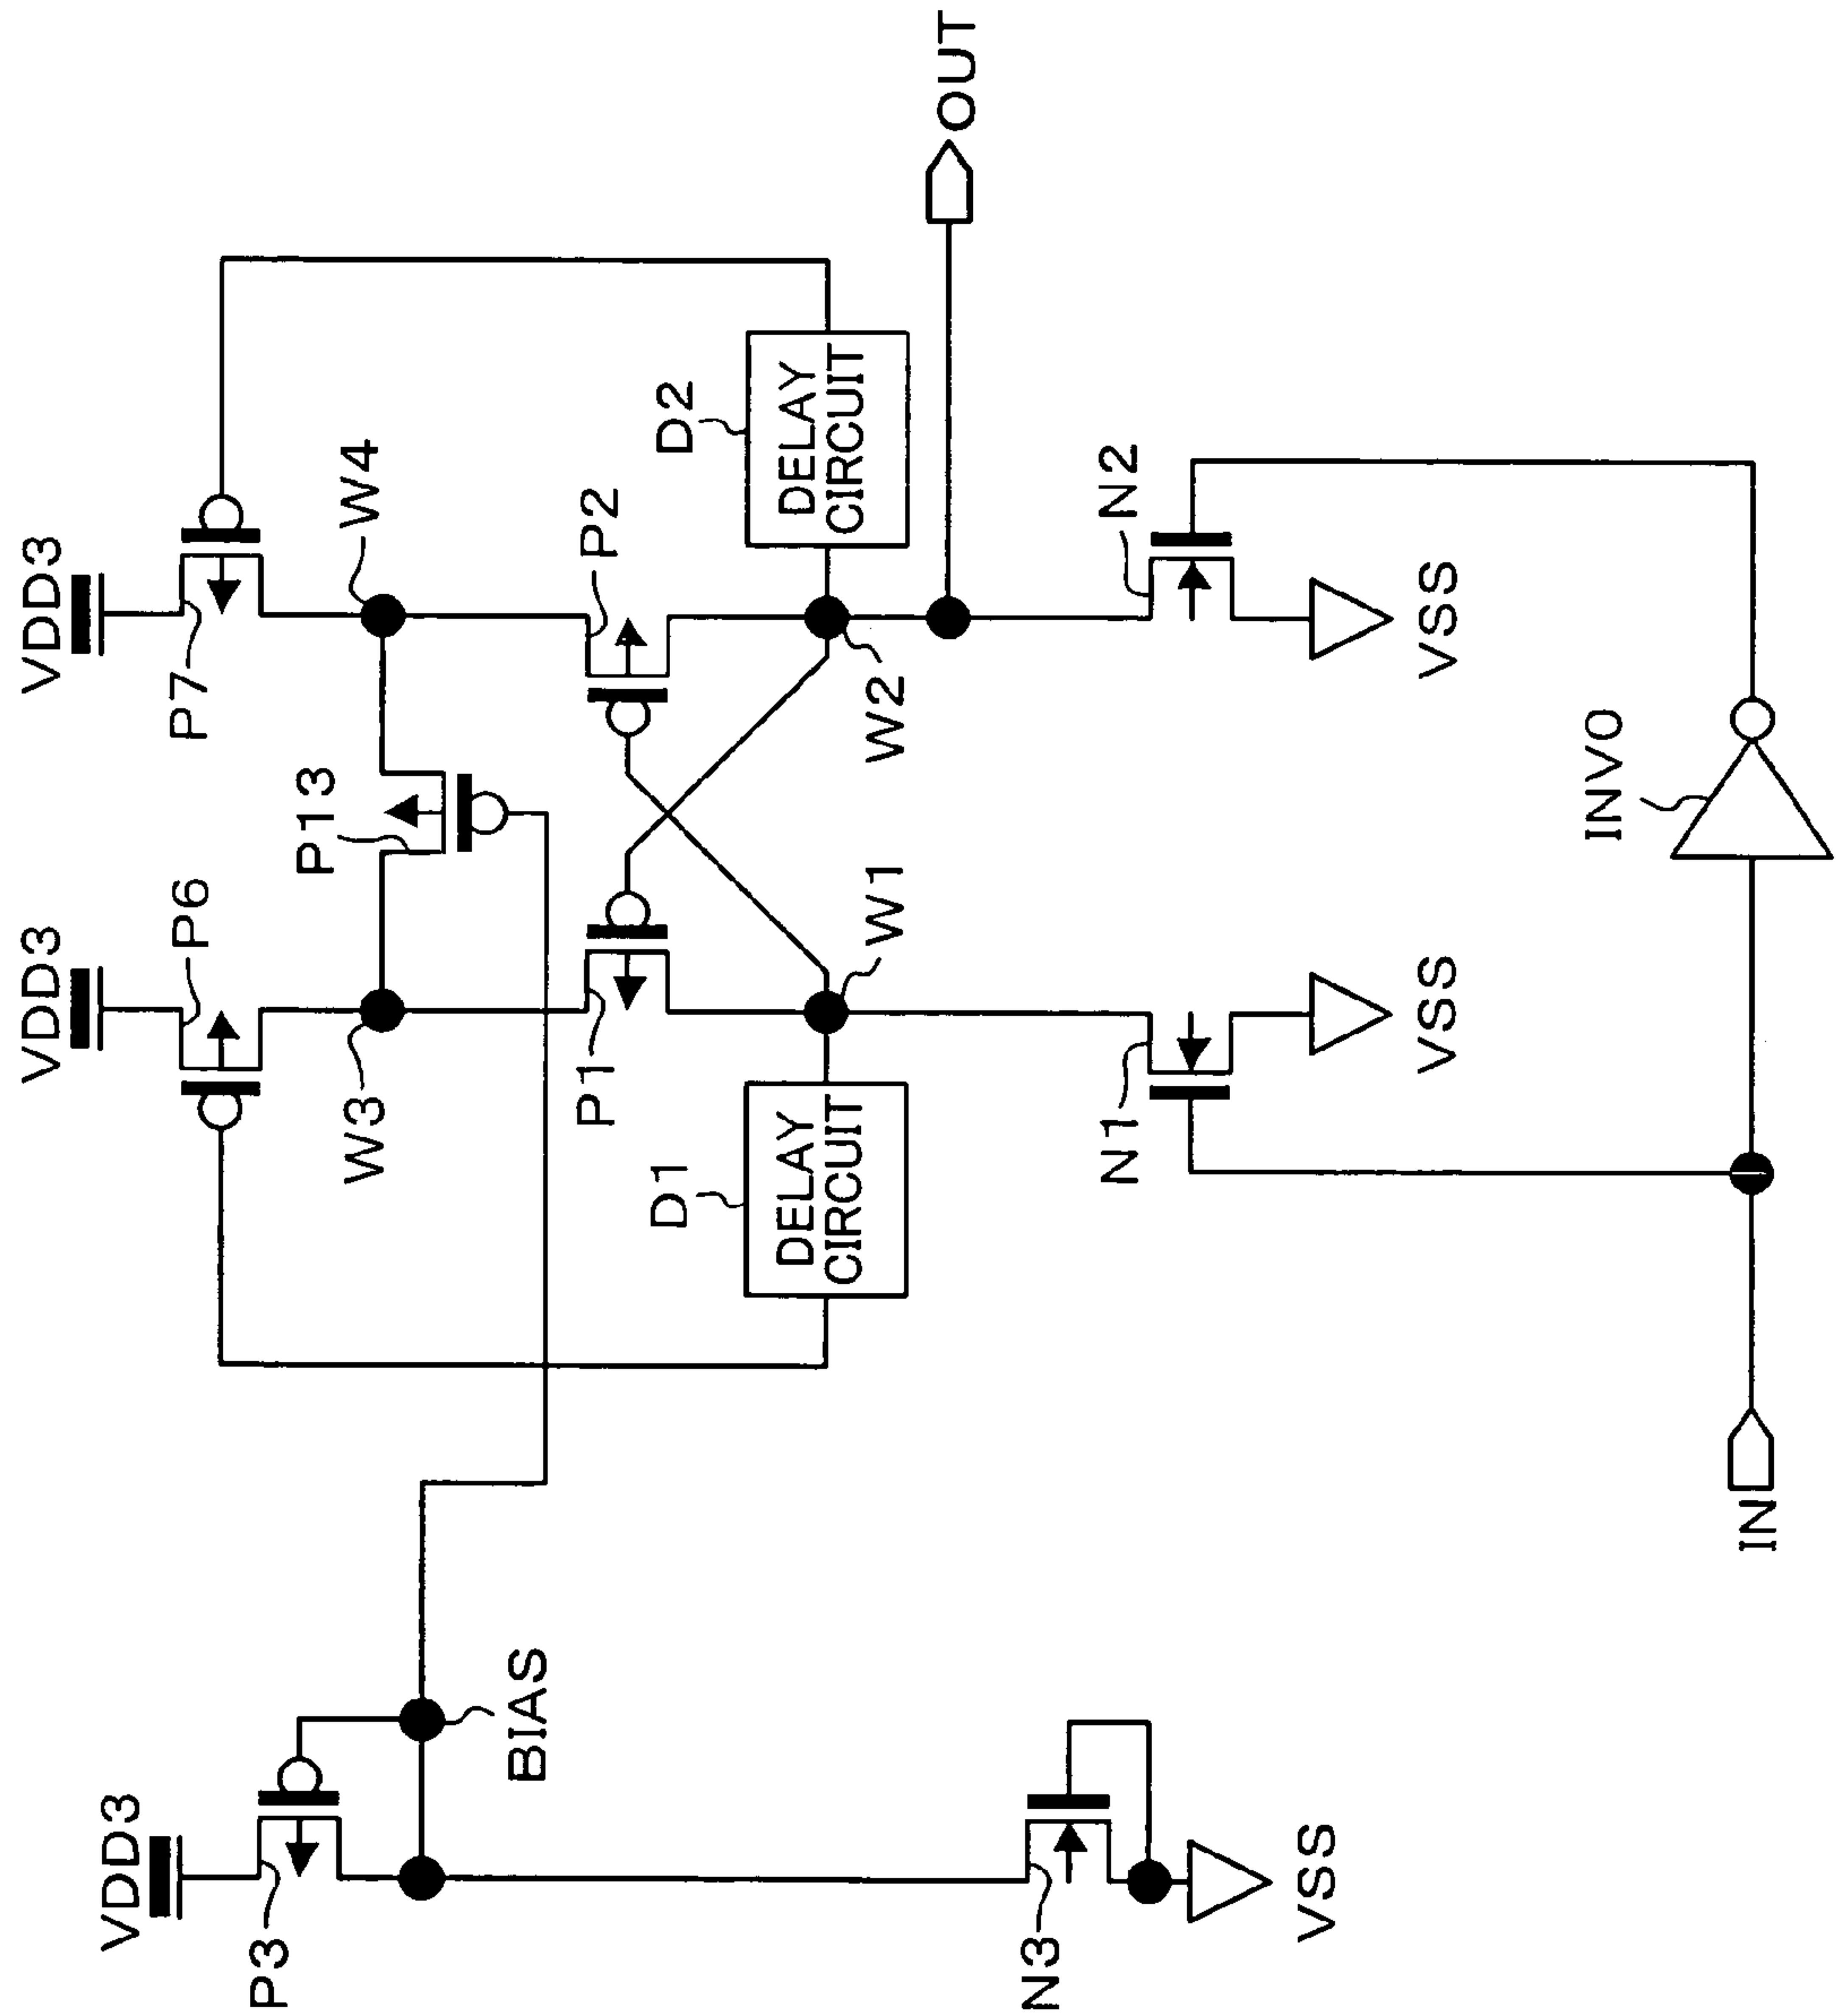 VDD3
P3
BIAS
N3
VSS
VDD3
P6
W3
P13
VDD3
P7
W4
P1
P2
D1
DELAY
CIRCUIT
W1
W2
D2
DELAY
CIRCUIT
OUT
N1
VSS
N2
VSS
IN
INV0